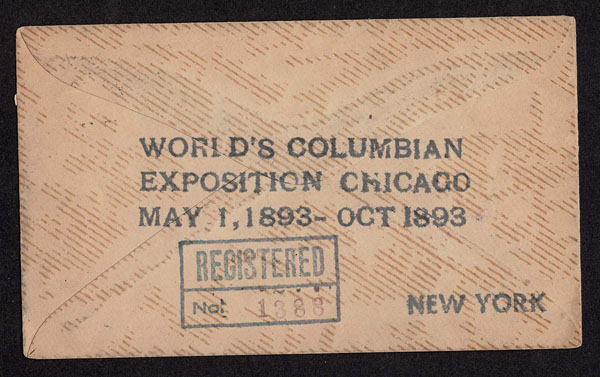 WORLD'S COLUMBIAN
EXPOSITION CHICAGO
MAY 1, 1893- OCT 1893
REGISTERED
No: 1388
NEW YORK